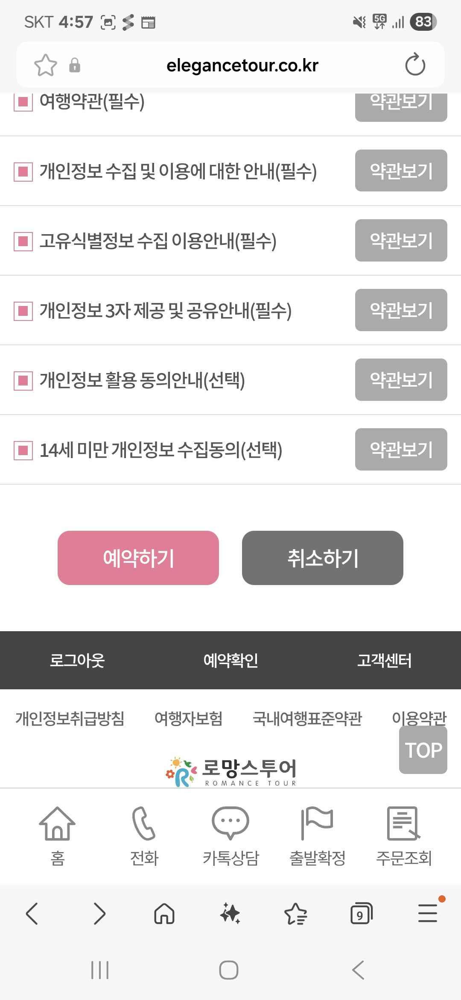 SKT 4:57 5G 83
elegancetour.co.kr
여행약관(필수) 약관보기
개인정보 수집 및 이용에 대한 안내(필수) 약관보기
고유식별정보 수집 이용안내(필수) 약관보기
개인정보 3자 제공 및 공유안내(필수) 약관보기
개인정보 활용 동의안내(선택) 약관보기
14세 미만 개인정보 수집동의(선택) 약관보기
예약하기 취소하기
로그아웃 예약확인 고객센터
개인정보취급방침 여행자보험 국내여행표준약관 이용약관
TOP
로망스투어
ROMANCE TOUR
홈 전화 카톡상담 출발확정 주문조회
9